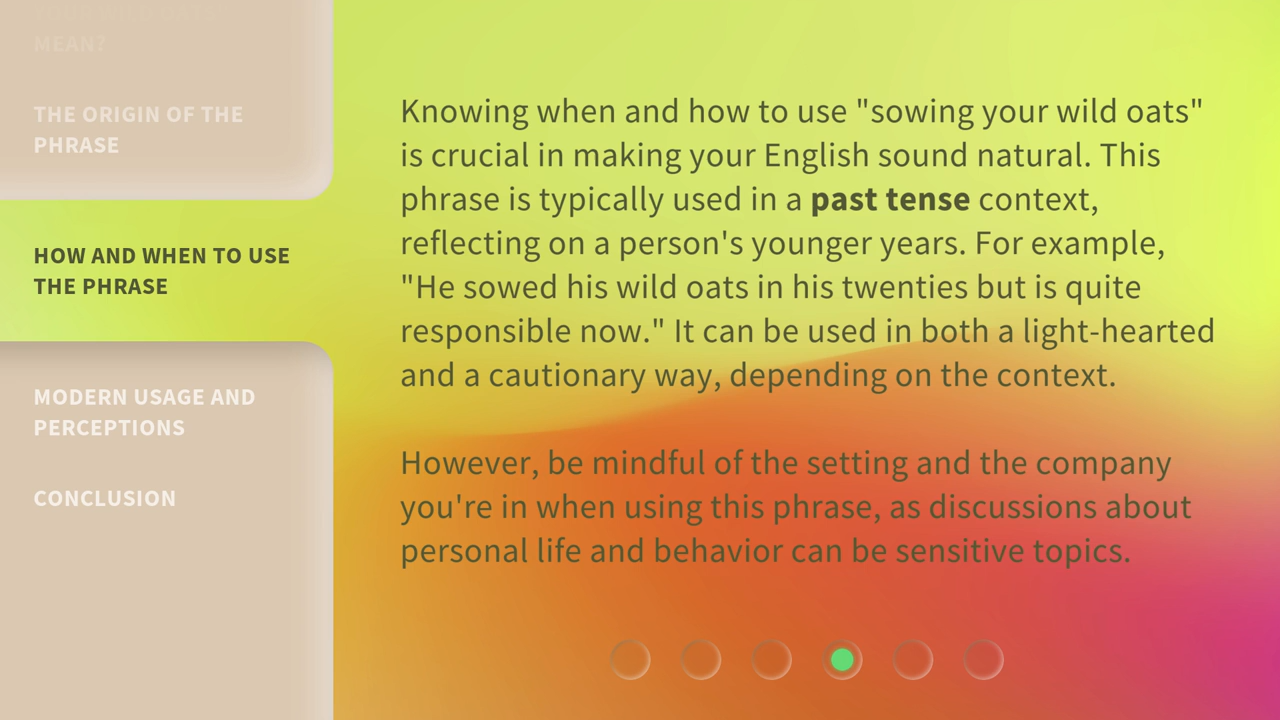 YOUR WILD OATS'
MEAN?
THE ORIGIN OF THE
PHRASE
HOW AND WHEN TO USE
THE PHRASE
MODERN USAGE AND
PERCEPTIONS
CONCLUSION
Knowing when and how to use "sowing your wild oats"
is crucial in making your English sound natural. This
phrase is typically used in a past tense context,
reflecting on a person's younger years. For example,
"He sowed his wild oats in his twenties but is quite
responsible now." It can be used in both a light-hearted
and a cautionary way, depending on the context.
However, be mindful of the setting and the company
you're in when using this phrase, as discussions about
personal life and behavior can be sensitive topics.